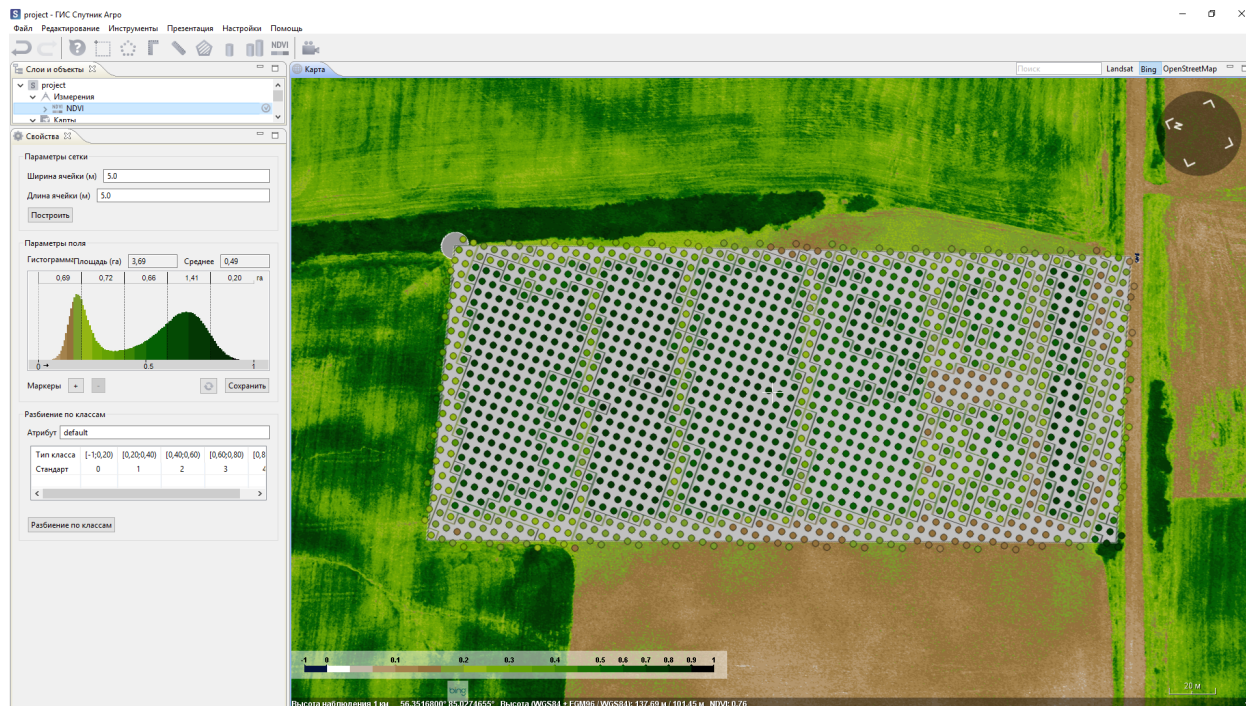 S project - ГИС Спутник Агро
Файл Редактирование Инструменты Презентация Настройки Помощь
NDVI
Слои и объекты
Карта
Поиск
Landsat Bing OpenStreetMap
project
Измерения
NDVI
Карты
Свойства
Параметры сетки
Ширина ячейки (м) 5.0
Длина ячейки (м) 5.0
Построить
Параметры поля
Гистограмма Площадь (га) 3,69 Среднее 0,49
0,69 0,72 0,66 1,41 0,20 га
0 0.5 1
Маркеры + - Сохранить
Разбиение по классам
Атрибут default
Тип класса [-1;0,20) [0,20;0,40) [0,40;0,60) [0,60;0,80) [0,8
Стандарт 0 1 2 3 4
Разбиение по классам
N
-1 0 0.1 0.2 0.3 0.4 0.5 0.6 0.7 0.8 0.9 1
bing
20 м
Высота наблюдения 1 км 56.3516800° 85.0274655° Высота (WGS84 + EGM96 / WGS84): 137.69 м / 101.45 м NDVI: 0.76